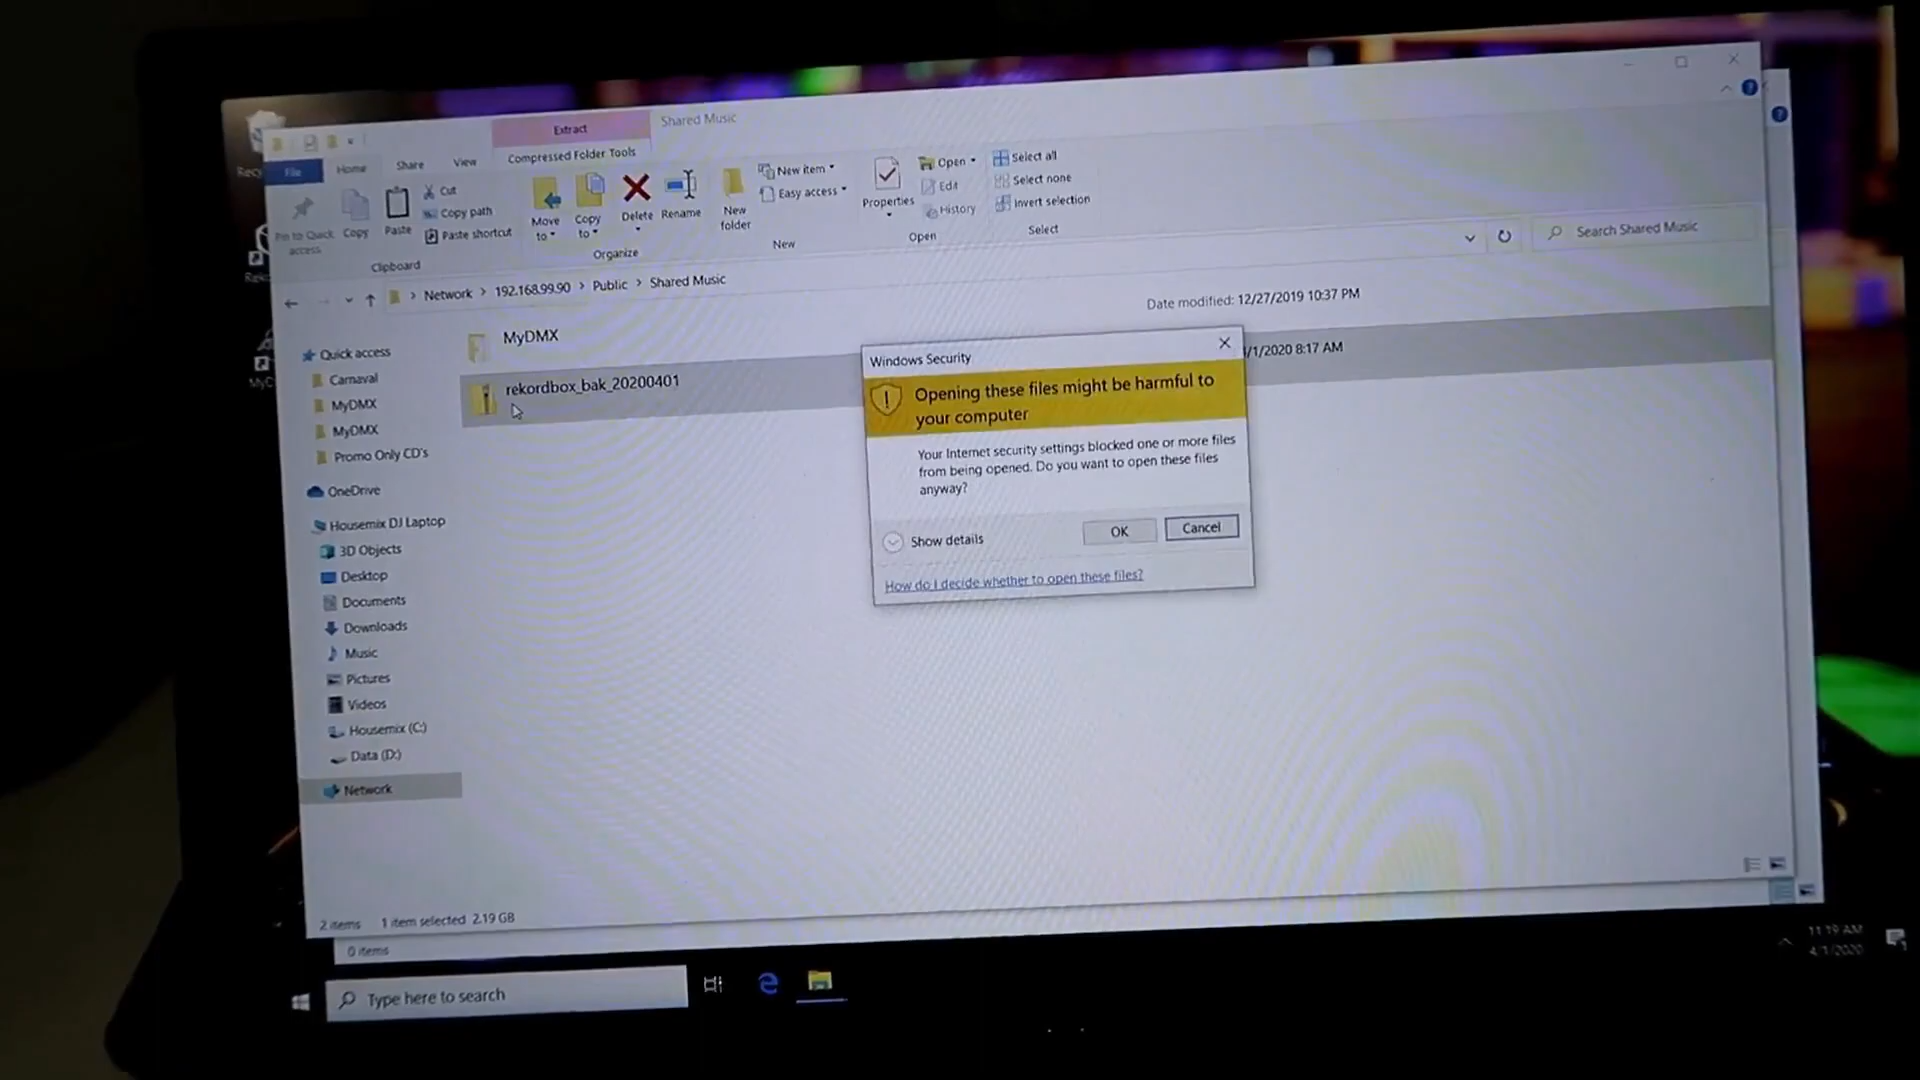 Extract
Shared Music
Compressed Folder Tools
File
Home
Share
View
Pin to Quick access
Copy
Paste
Cut
Copy path
Paste shortcut
Clipboard
Move to
Copy to
Delete
Rename
Organize
New folder
New item
Easy access
New
Properties
Open
Edit
History
Open
Select all
Select none
Invert selection
Select
Network > 192.168.99.90 > Public > Shared Music
Search Shared Music
Quick access
Carnaval
MyDMX
MyDMX
Promo Only CD's
OneDrive
Housemix DJ Laptop
3D Objects
Desktop
Documents
Downloads
Music
Pictures
Videos
Housemix (C:)
Data (D:)
Network
MyDMX
Date modified: 12/27/2019 10:37 PM
rekordbox_bak_20200401
/1/2020 8:17 AM
Windows Security
Opening these files might be harmful to
your computer
Your Internet security settings blocked one or more files
from being opened. Do you want to open these files
anyway?
Show details
OK
Cancel
How do I decide whether to open these files?
2 items 1 item selected 2.19 GB
0 items
Type here to search
11:19 AM
4/1/2020